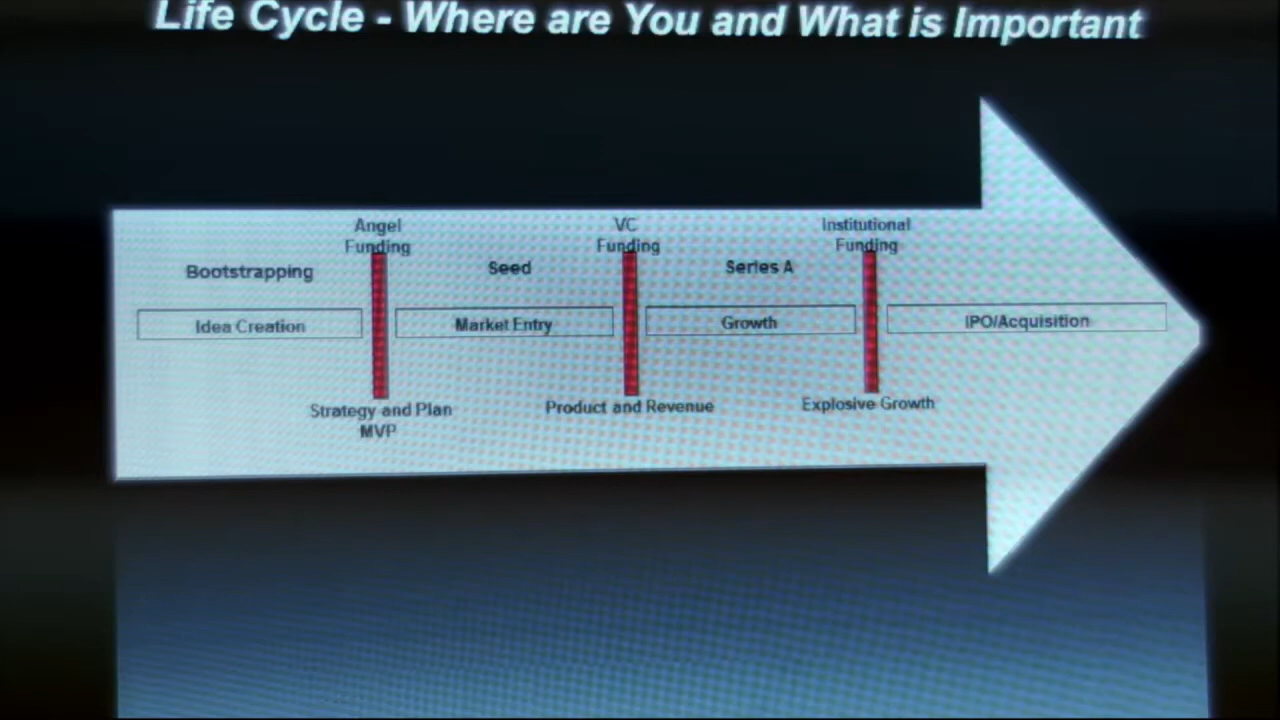 Life Cycle - Where are You and What is Important
Angel
Funding
VC
Funding
Institutional
Funding
Bootstrapping
Seed
Series A
Idea Creation
Market Entry
Growth
IPO/Acquisition
Strategy and Plan
MVP
Product and Revenue
Explosive Growth